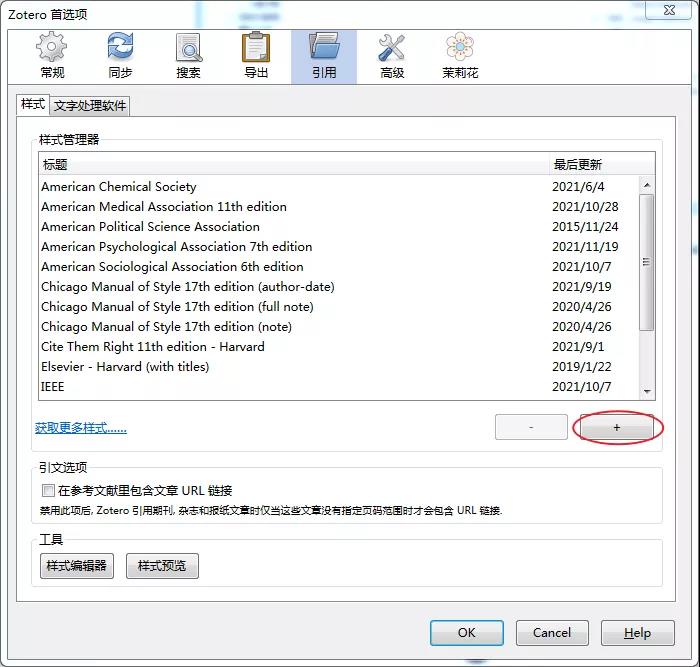 Zotero 首选项
常规 同步 搜索 导出 引用 高级 茉莉花
样式 文字处理软件
样式管理器
标题 最后更新
American Chemical Society 2021/6/4
American Medical Association 11th edition 2021/10/28
American Political Science Association 2015/11/24
American Psychological Association 7th edition 2021/11/19
American Sociological Association 6th edition 2021/10/7
Chicago Manual of Style 17th edition (author-date) 2021/9/19
Chicago Manual of Style 17th edition (full note) 2020/4/26
Chicago Manual of Style 17th edition (note) 2020/4/26
Cite Them Right 11th edition - Harvard 2021/9/1
Elsevier - Harvard (with titles) 2019/1/22
IEEE 2021/10/7
获取更多样式...... - +
引文选项
在参考文献里包含文章 URL 链接
禁用此项后, Zotero 引用期刊, 杂志和报纸文章时仅当这些文章没有指定页码范围时才会包含 URL 链接.
工具
样式编辑器 样式预览
OK Cancel Help